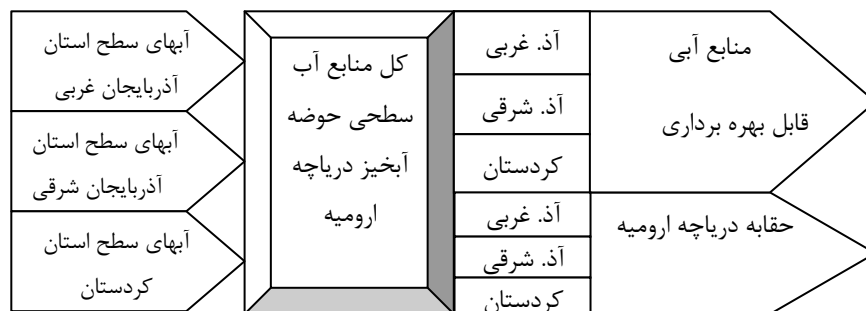 آبهای سطح استان
آذربایجان غربی
آبهای سطح استان
آذربایجان شرقی
آبهای سطح استان
کردستان
کل منابع آب
سطحی حوضه
آبخیز دریاچه
ارومیه
آذ. غربی
آذ. شرقی
کردستان
آذ. غربی
آذ. شرقی
کردستان
منابع آبی
قابل بهره برداری
حقابه دریاچه ارومیه